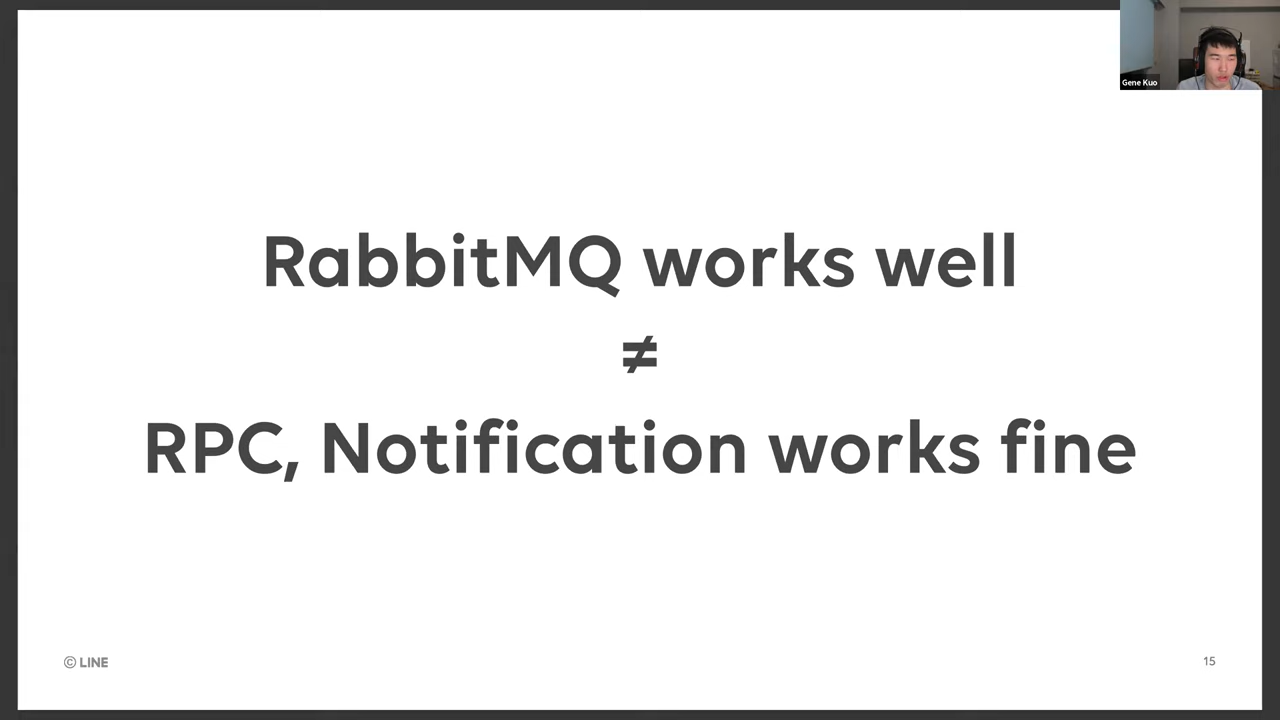 Gene Kuo
RabbitMQ works well
≠
RPC, Notification works fine
© LINE
15